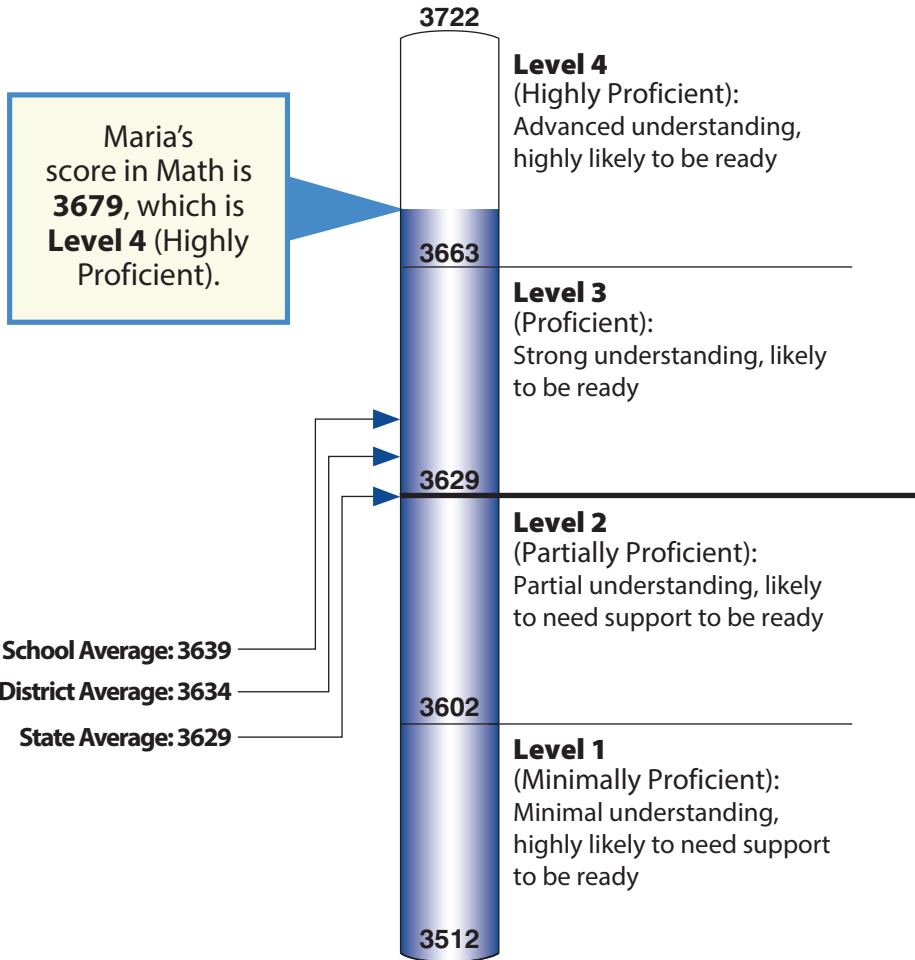 3722
Level 4
(Highly Proficient):
Advanced understanding,
highly likely to be ready
Maria's
score in Math is
3679, which is
Level 4 (Highly
Proficient).
3663
Level 3
(Proficient):
Strong understanding, likely
to be ready
3629
Level 2
(Partially Proficient):
Partial understanding, likely
to need support to be ready
School Average: 3639
District Average: 3634
State Average: 3629
3602
Level 1
(Minimally Proficient):
Minimal understanding,
highly likely to need support
to be ready
3512